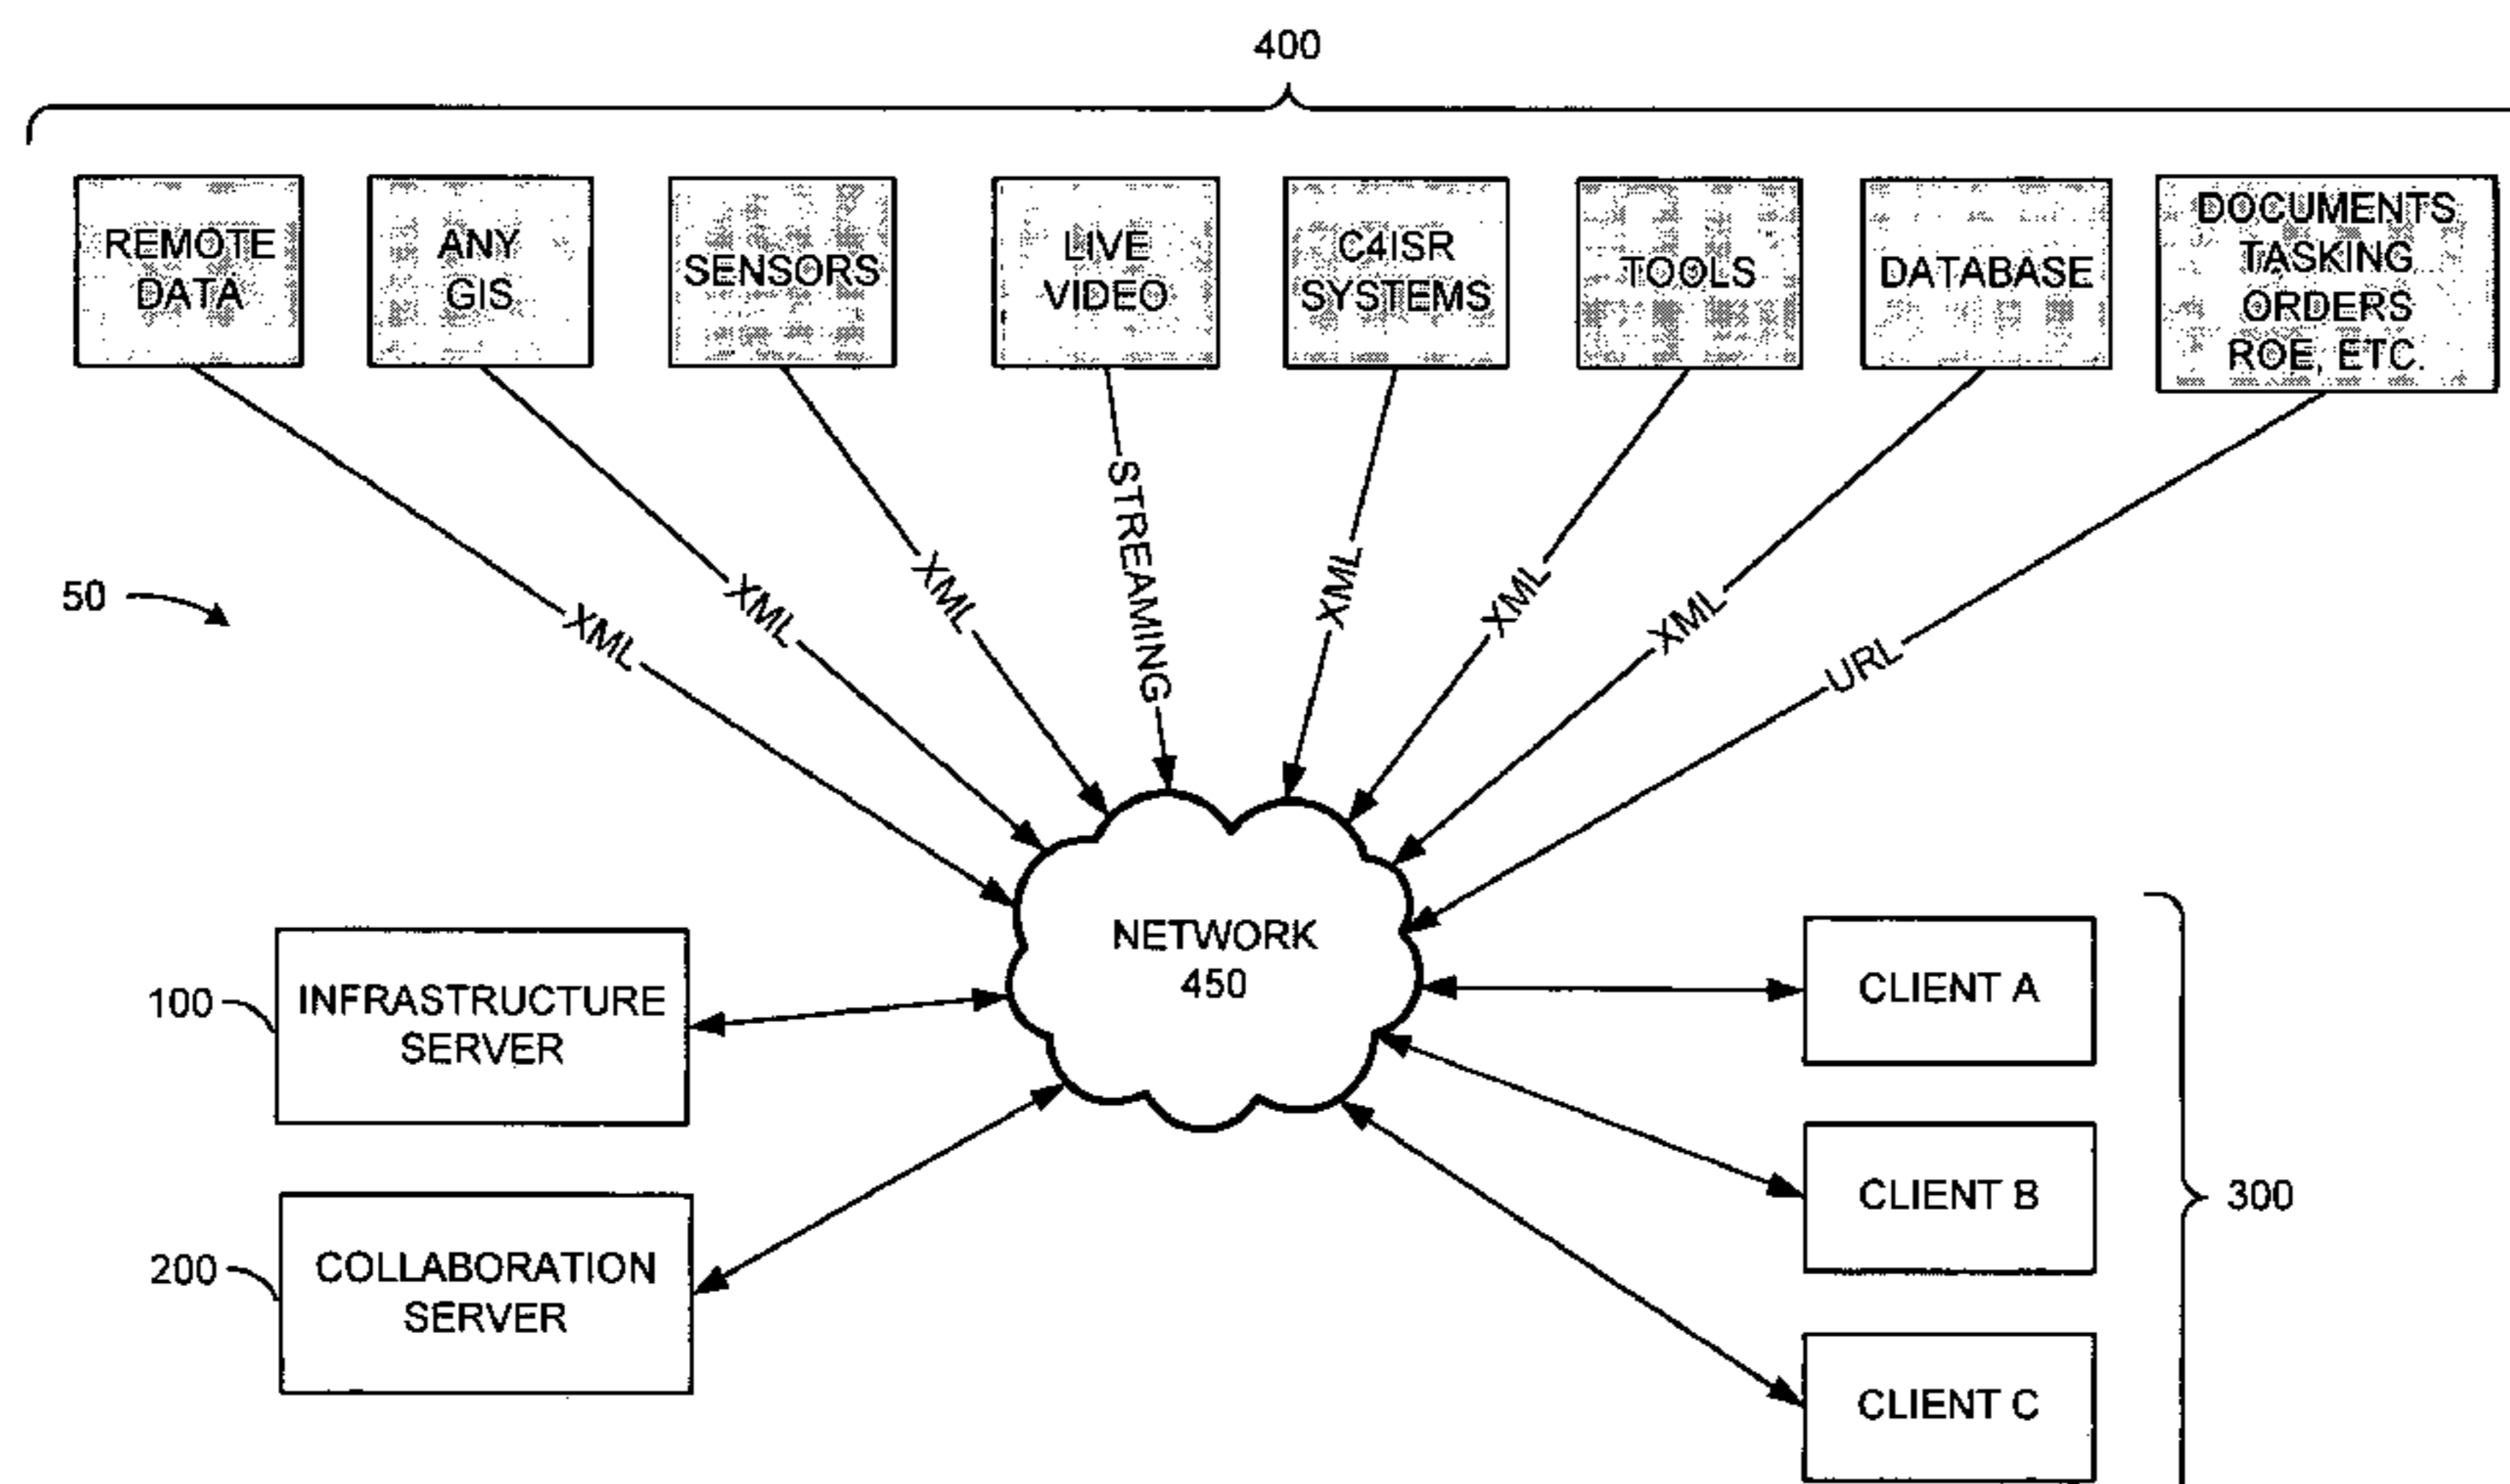 400
REMOTE
DATA
ANY
GIS
SENSORS
LIVE
VIDEO
C4ISR
SYSTEMS
TOOLS
DATABASE
DOCUMENTS
TASKING
ORDERS
ROE, ETC.
XML
XML
XML
STREAMING
XML
XML
XML
URL
50
NETWORK
450
100
INFRASTRUCTURE
SERVER
200
COLLABORATION
SERVER
CLIENT A
CLIENT B
CLIENT C
300